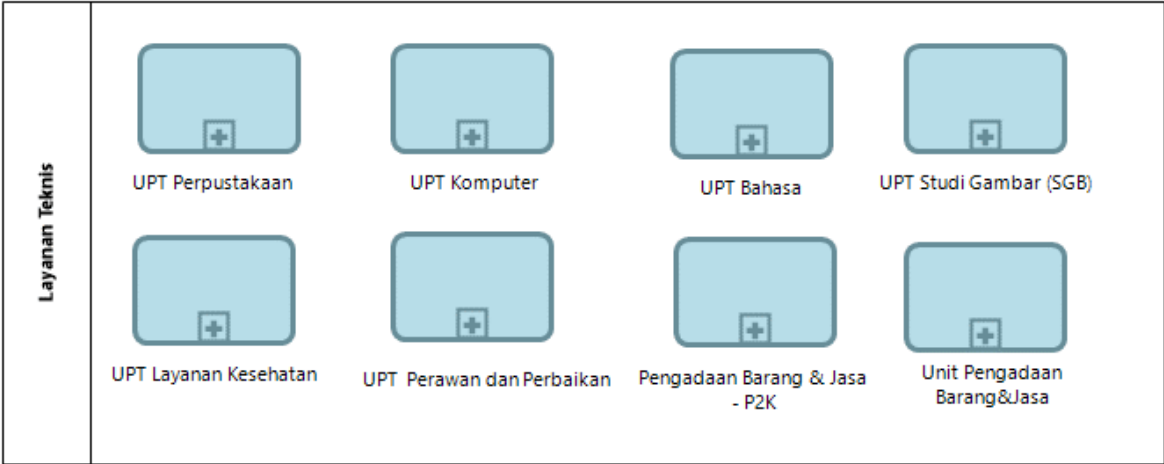 Layanan Teknis
UPT Perpustakaan
UPT Komputer
UPT Bahasa
UPT Studi Gambar (SGB)
UPT Layanan Kesehatan
UPT Perawan dan Perbaikan
Pengadaan Barang & Jasa
- P2K
Unit Pengadaan
Barang&Jasa